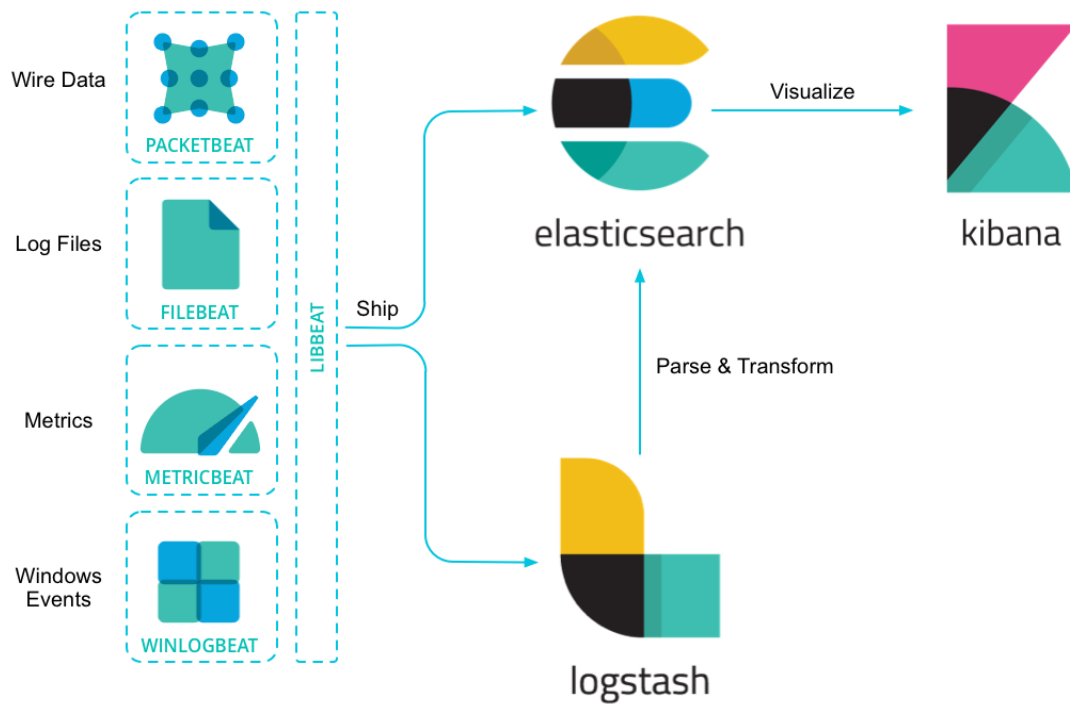 Wire Data
PACKETBEAT
Log Files
FILEBEAT
Metrics
METRICBEAT
Windows
Events
WINLOGBEAT
LIBBEAT
Ship
elasticsearch
Visualize
kibana
Parse & Transform
logstash